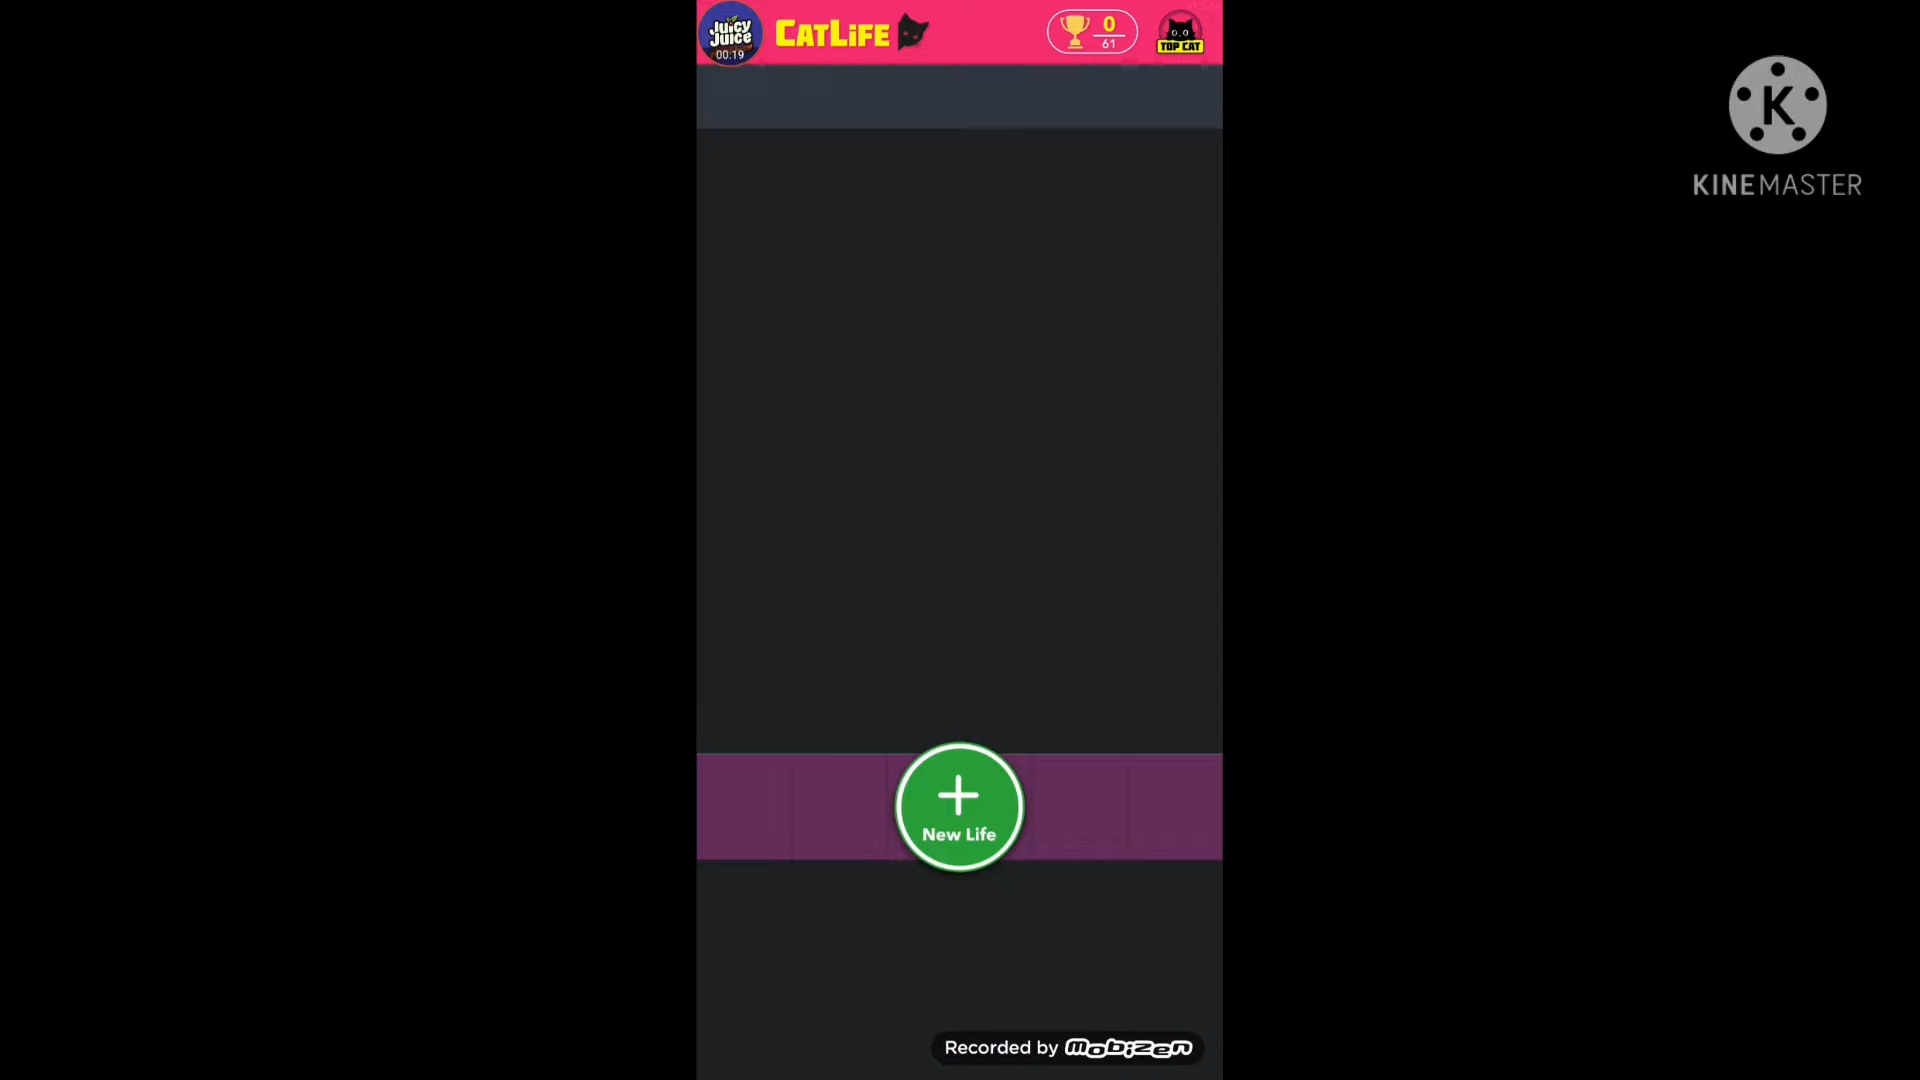 Juicy
Juice
00:19
CATLIFE
0
61
TOP CAT
K
KINEMASTER
New Life
Recorded by mobizen